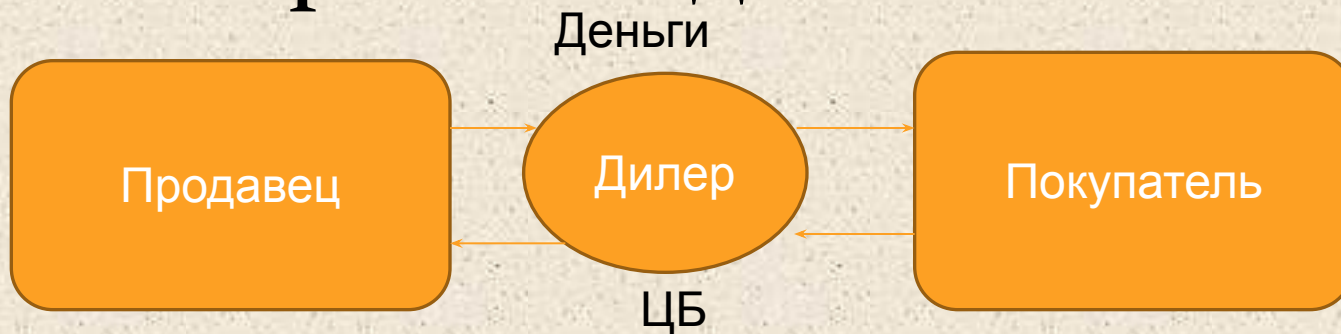 Деньги
Продавец
Дилер
Покупатель
ЦБ